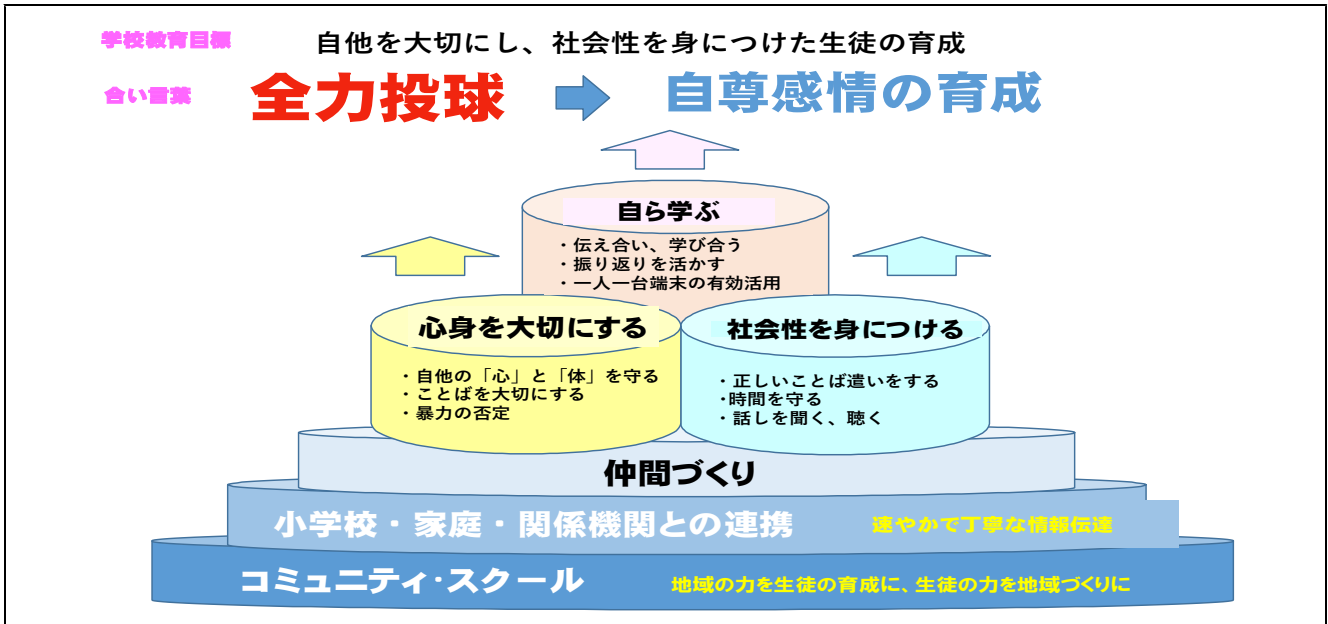 学校教育目標 自他を大切にし、社会性を身につけた生徒の育成
合い言葉 全力投球 自尊感情の育成
自ら学ぶ
・伝え合い、学び合う
・振り返りを活かす
・一人一台端末の有効活用
心身を大切にする
・自他の「心」と「体」を守る
・ことばを大切にする
・暴力の否定
社会性を身につける
・正しいことば遣いをする
・時間を守る
・話しを聞く、聴く
仲間づくり
小学校・家庭・関係機関との連携 速やかで丁寧な情報伝達
コミュニティ・スクール 地域の力を生徒の育成に、生徒の力を地域づくりに